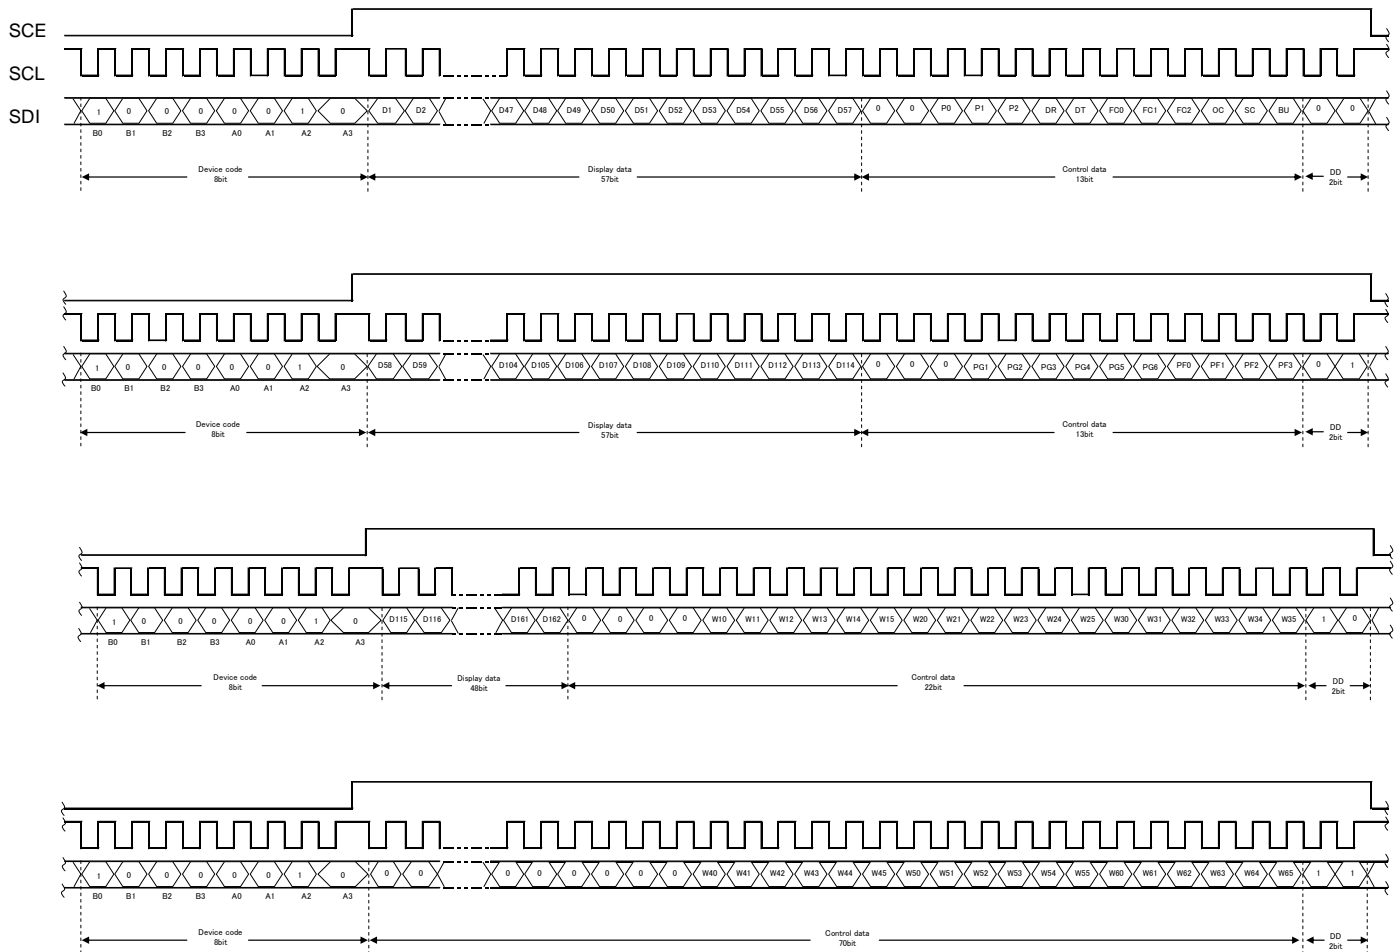 SCE
SCL
SDI
1 0 0 0 0 0 1 0 D1 D2 D47 D48 D49 D50 D51 D52 D53 D54 D55 D56 D57 0 0 P0 P1 P2 DR DT FC0 FC1 FC2 OC SC BU 0 0
B0 B1 B2 B3 A0 A1 A2 A3
Device code Display data Control data DD
8bit 57bit 13bit 2bit
1 0 0 0 0 0 1 0 D58 D59 D104 D105 D106 D107 D108 D109 D110 D111 D112 D113 D114 0 0 0 PG1 PG2 PG3 PG4 PG5 PG6 PF0 PF1 PF2 PF3 0 1
B0 B1 B2 B3 A0 A1 A2 A3
Device code Display data Control data DD
8bit 57bit 13bit 2bit
1 0 0 0 0 0 1 0 D115 D116 D161 D162 0 0 0 0 W10 W11 W12 W13 W14 W15 W20 W21 W22 W23 W24 W25 W30 W31 W32 W33 W34 W35 1 0
B0 B1 B2 B3 A0 A1 A2 A3
Device code Display data Control data DD
8bit 48bit 22bit 2bit
1 0 0 0 0 0 1 0 0 0 0 0 0 0 0 0 W40 W41 W42 W43 W44 W45 W50 W51 W52 W53 W54 W55 W60 W61 W62 W63 W64 W65 1 1
B0 B1 B2 B3 A0 A1 A2 A3
Device code Control data DD
8bit 70bit 2bit